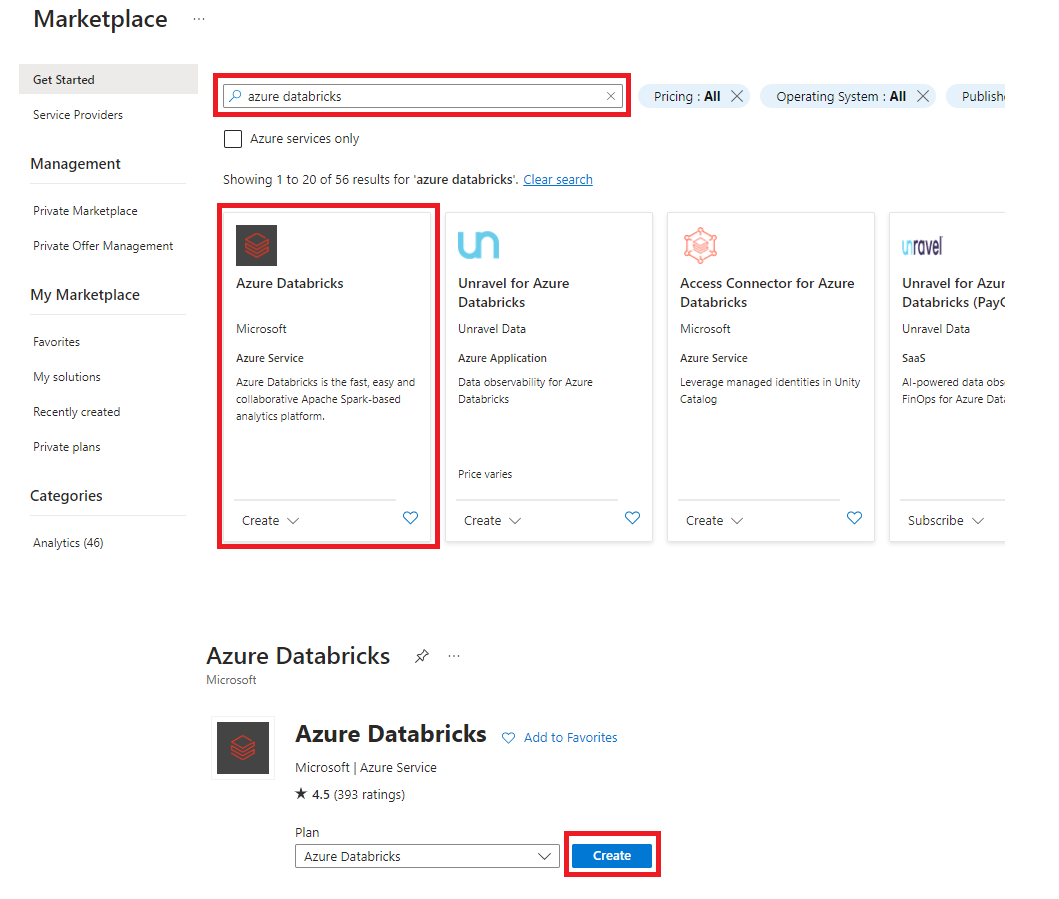 Marketplace ...
Get Started
Service Providers
Management
Private Marketplace
Private Offer Management
My Marketplace
Favorites
My solutions
Recently created
Private plans
Categories
Analytics (46)
azure databricks
Pricing : All
Operating System : All
Publishe
Azure services only
Showing 1 to 20 of 56 results for 'azure databricks'. Clear search
Azure Databricks
Microsoft
Azure Service
Azure Databricks is the fast, easy and
collaborative Apache Spark-based
analytics platform.
Create
un
Unravel for Azure
Databricks
Unravel Data
Azure Application
Data observability for Azure
Databricks
Price varies
Create
Access Connector for Azure
Databricks
Microsoft
Azure Service
Leverage managed identities in Unity
Catalog
Create
unravel
Unravel for Azur
Databricks (PayG
Unravel Data
SaaS
AI-powered data obse
FinOps for Azure Data
Subscribe
Azure Databricks ...
Microsoft
Azure Databricks
Add to Favorites
Microsoft | Azure Service
★ 4.5 (393 ratings)
Plan
Azure Databricks
Create